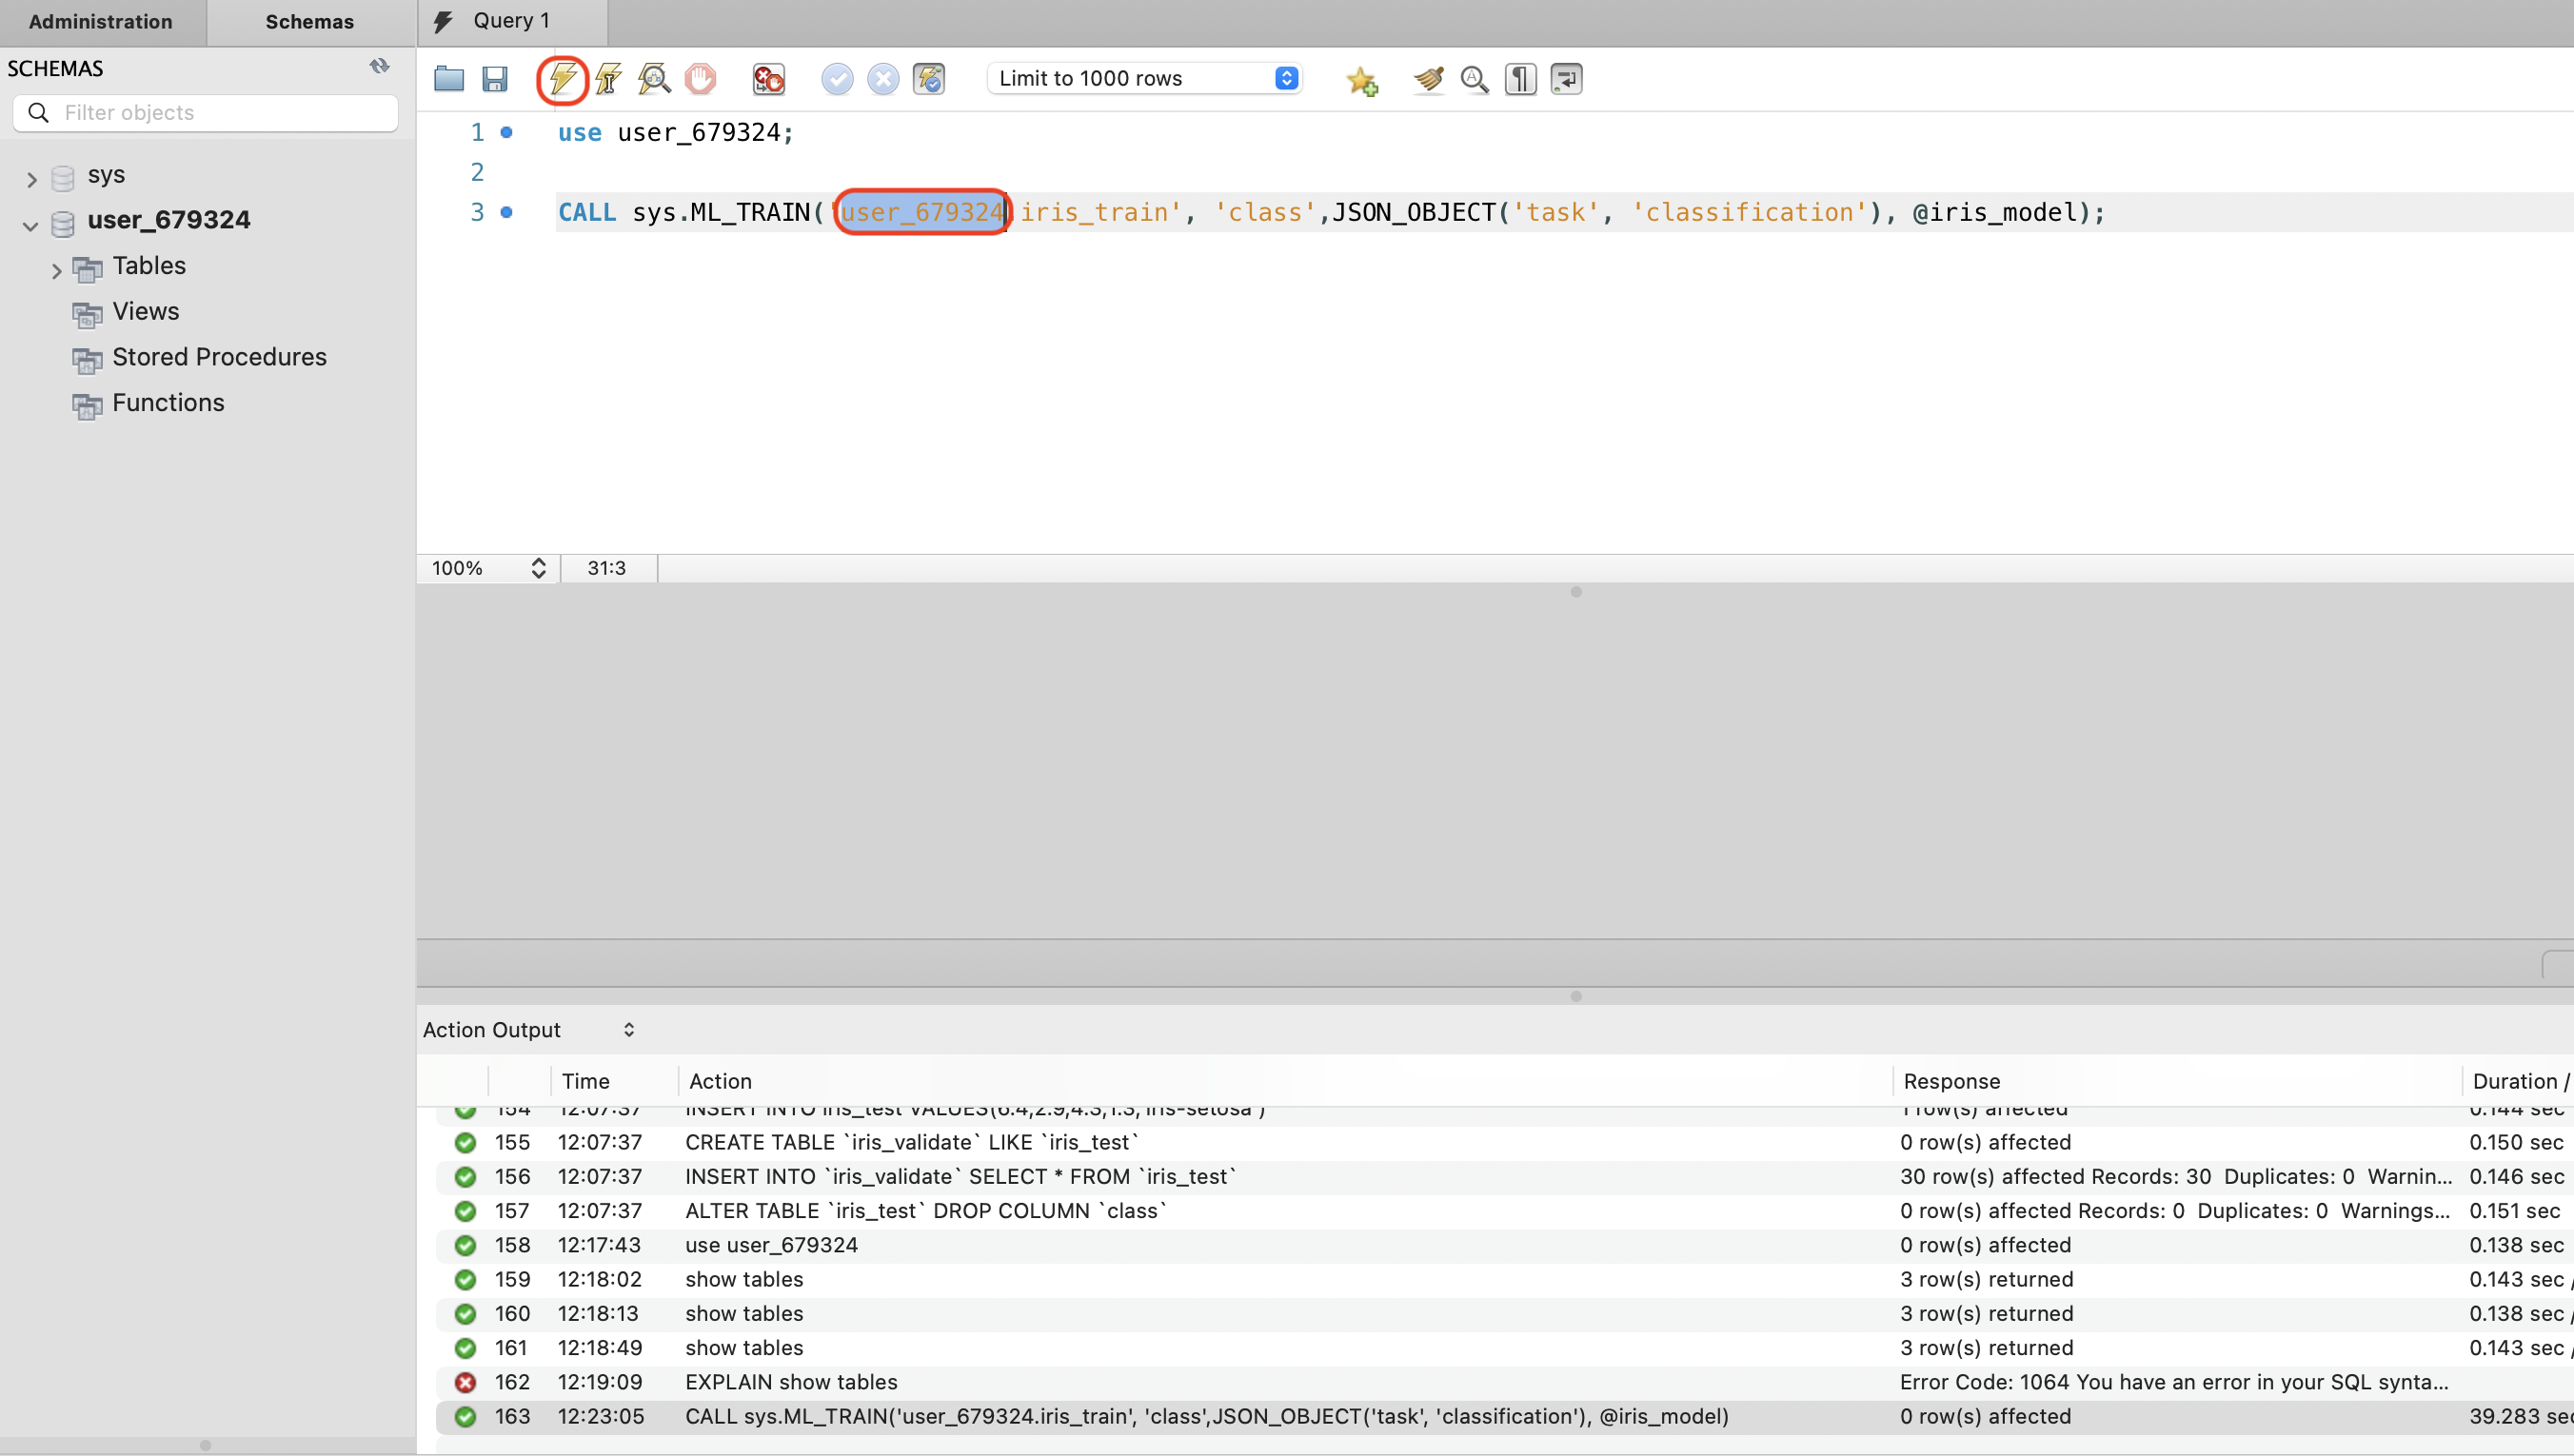 Administration
Schemas
Query 1
SCHEMAS
Filter objects
sys
user_679324
Tables
Views
Stored Procedures
Functions
Limit to 1000 rows
1 use user_679324;
2
3 CALL sys.ML_TRAIN('user_679324.iris_train', 'class',JSON_OBJECT('task', 'classification'), @iris_model);
100% 31:3
Action Output
Time Action Response Duration /
154 12:07:37 INSERT INTO iris_test VALUES(6.4,2.9,4.3,1.3,'Iris-setosa') 1 row(s) affected 0.144 sec
155 12:07:37 CREATE TABLE `iris_validate` LIKE `iris_test` 0 row(s) affected 0.150 sec
156 12:07:37 INSERT INTO `iris_validate` SELECT * FROM `iris_test` 30 row(s) affected Records: 30 Duplicates: 0 Warnin... 0.146 sec
157 12:07:37 ALTER TABLE `iris_test` DROP COLUMN `class` 0 row(s) affected Records: 0 Duplicates: 0 Warnings... 0.151 sec
158 12:17:43 use user_679324 0 row(s) affected 0.138 sec
159 12:18:02 show tables 3 row(s) returned 0.143 sec /
160 12:18:13 show tables 3 row(s) returned 0.138 sec /
161 12:18:49 show tables 3 row(s) returned 0.143 sec /
162 12:19:09 EXPLAIN show tables Error Code: 1064 You have an error in your SQL synta...
163 12:23:05 CALL sys.ML_TRAIN('user_679324.iris_train', 'class',JSON_OBJECT('task', 'classification'), @iris_model) 0 row(s) affected 39.283 sec